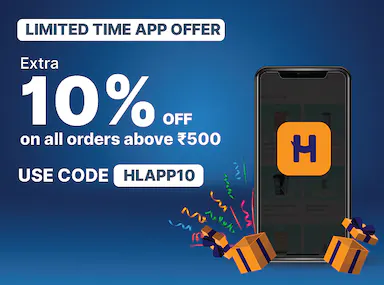 LIMITED TIME APP OFFER
Extra
10% OFF
on all orders above ₹500
USE CODE HLAPP10
H